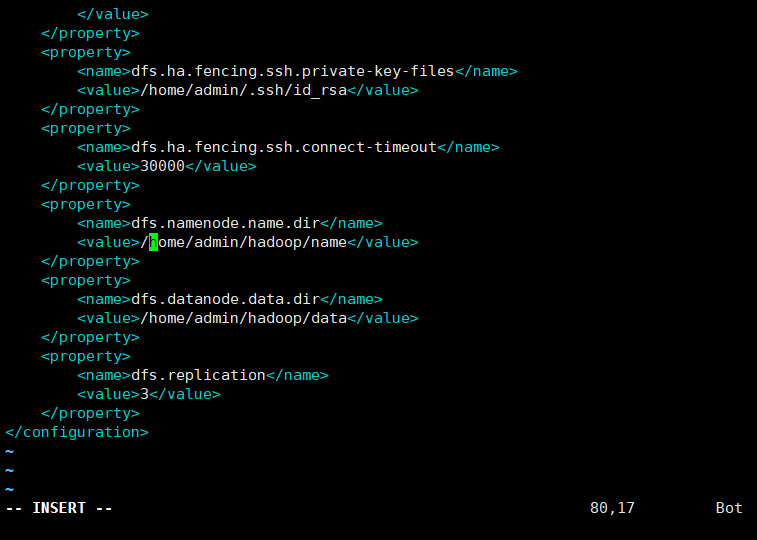 </value>
    </property>
    <property>
        <name>dfs.ha.fencing.ssh.private-key-files</name>
        <value>/home/admin/.ssh/id_rsa</value>
    </property>
    <property>
        <name>dfs.ha.fencing.ssh.connect-timeout</name>
        <value>30000</value>
    </property>
    <property>
        <name>dfs.namenode.name.dir</name>
        <value>/home/admin/hadoop/name</value>
    </property>
    <property>
        <name>dfs.datanode.data.dir</name>
        <value>/home/admin/hadoop/data</value>
    </property>
    <property>
        <name>dfs.replication</name>
        <value>3</value>
    </property>
</configuration>
~
~
~
-- INSERT -- 80,17 Bot